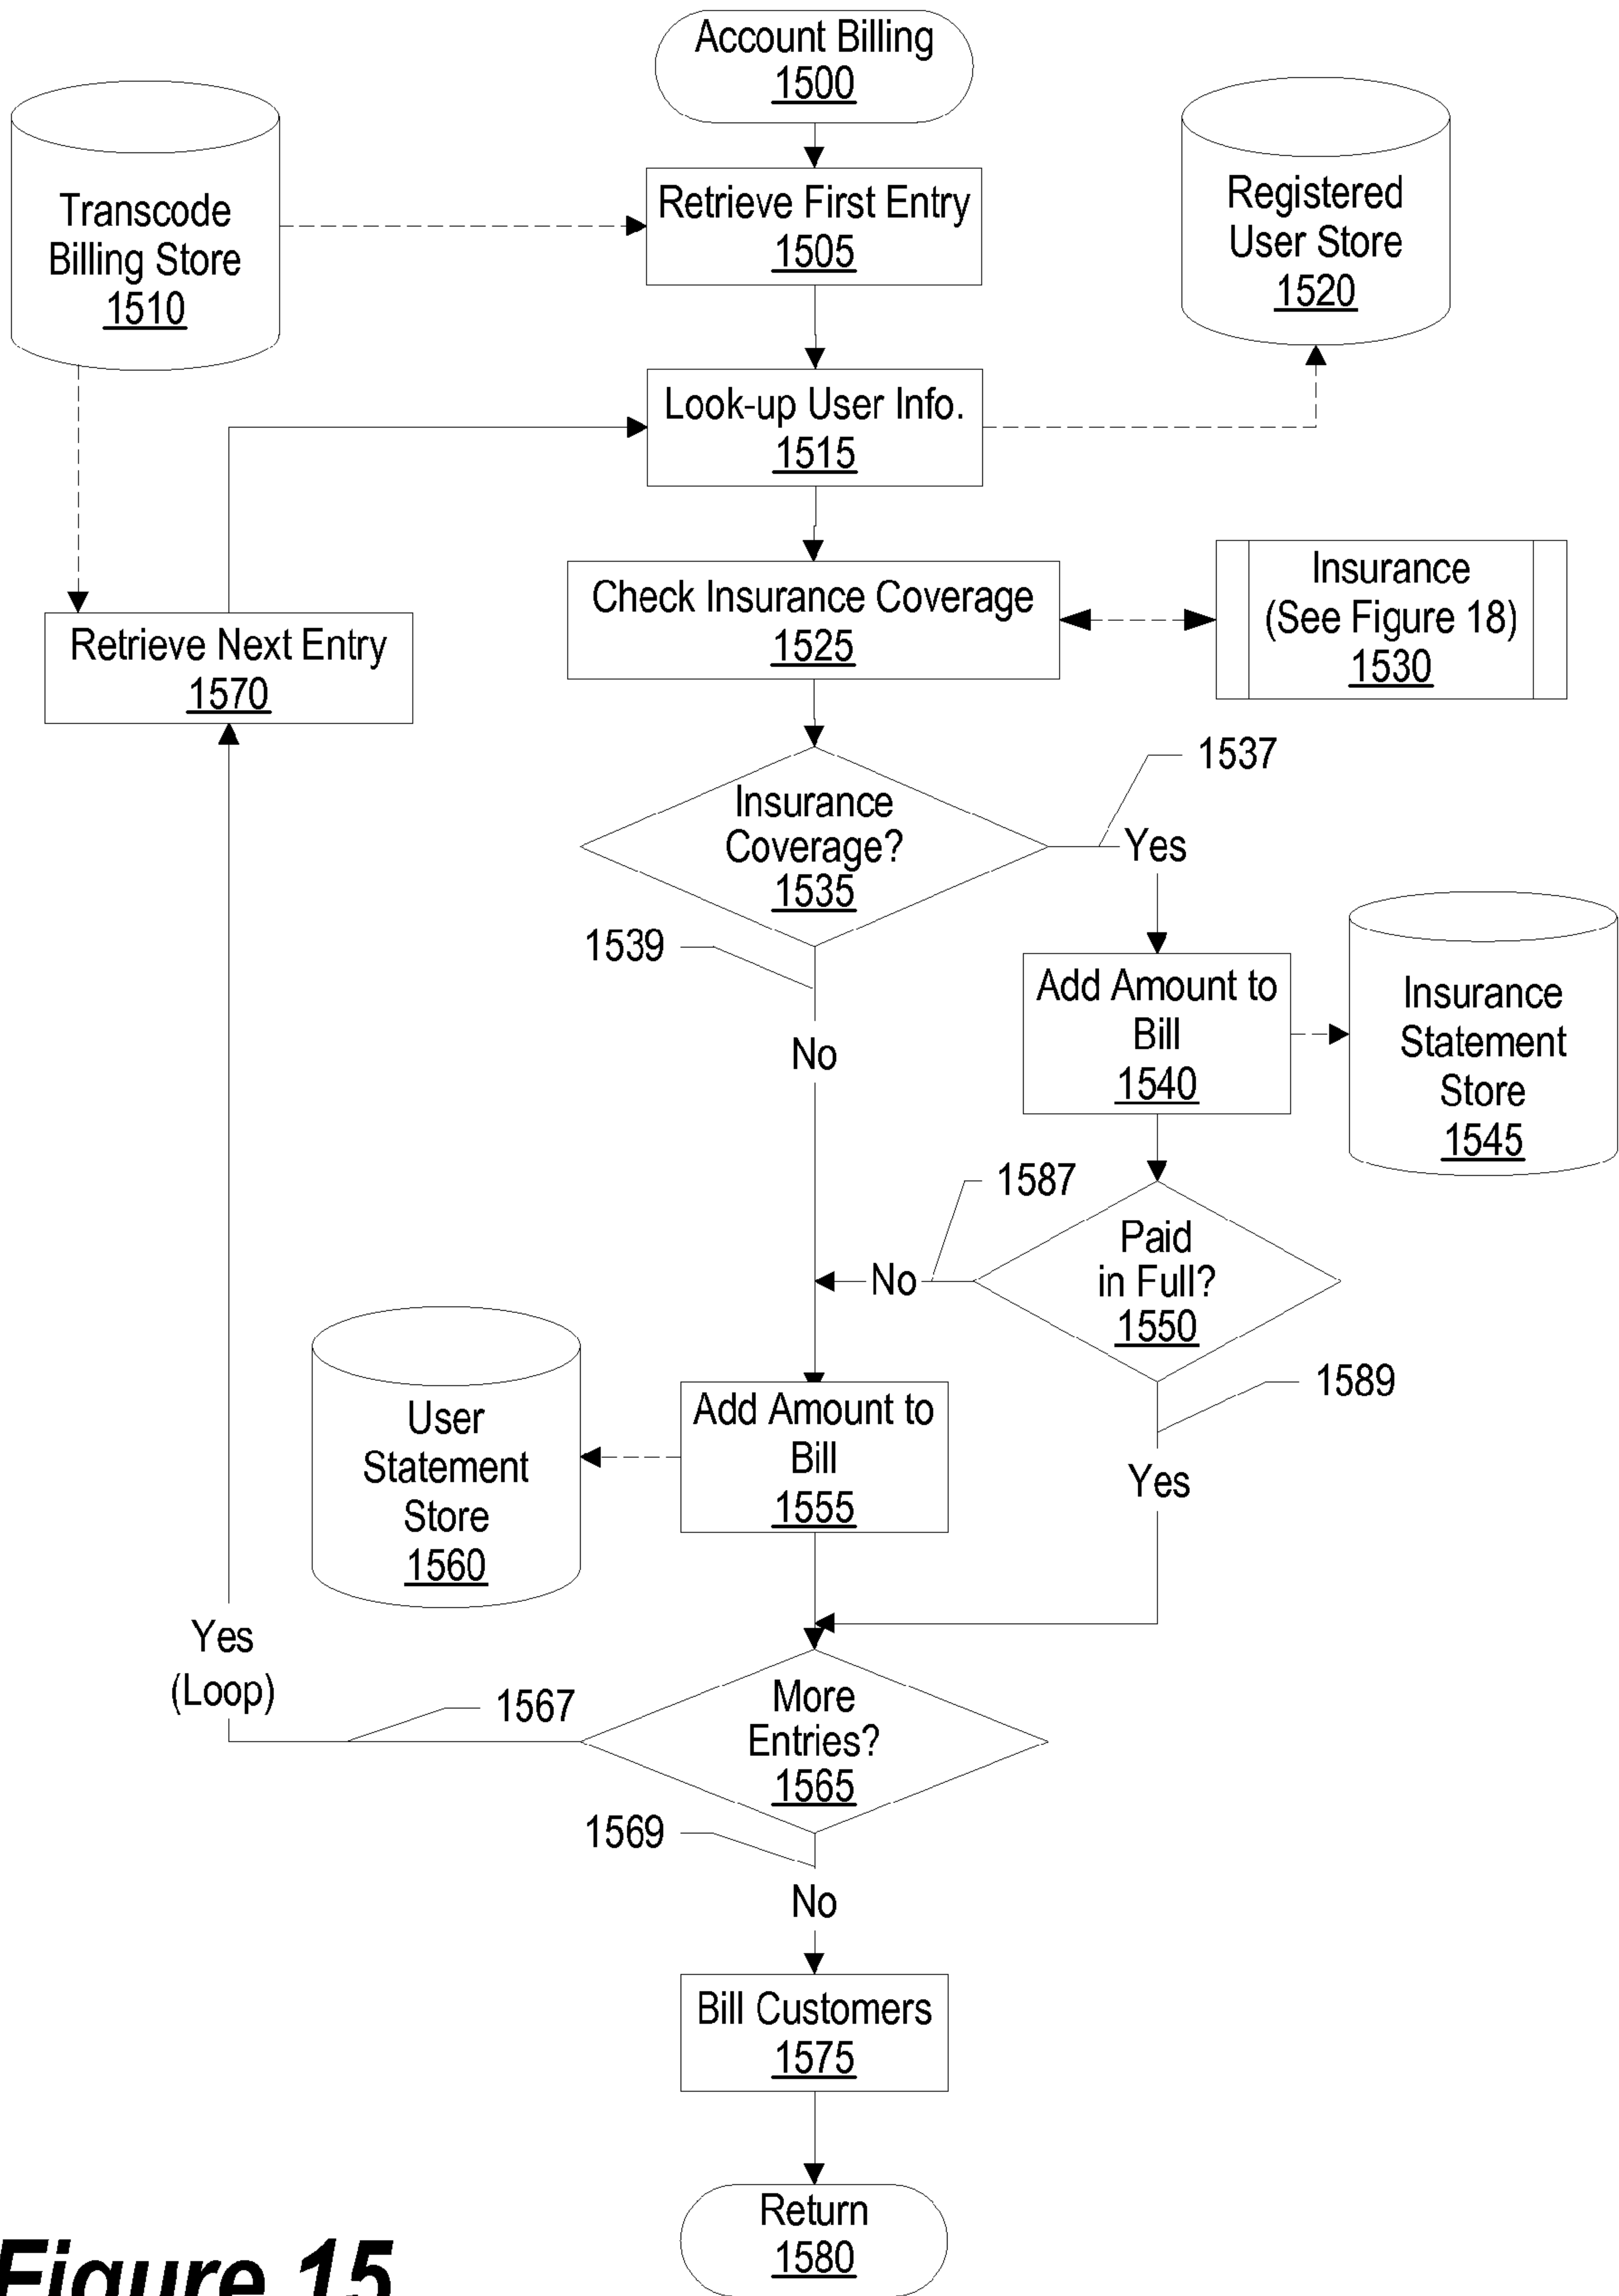 Account Billing
1500
Transcode
Billing Store
1510
Retrieve First Entry
1505
Registered
User Store
1520
Look-up User Info.
1515
Check Insurance Coverage
1525
Insurance
(See Figure 18)
1530
Retrieve Next Entry
1570
1537
Insurance
Coverage?
1535
Yes
1539
No
Add Amount to
Bill
1540
Insurance
Statement
Store
1545
1587
Paid
in Full?
1550
No
1589
Yes
User
Statement
Store
1560
Add Amount to
Bill
1555
Yes
(Loop)
1567
More
Entries?
1565
1569
No
Bill Customers
1575
Return
1580
Figure 15